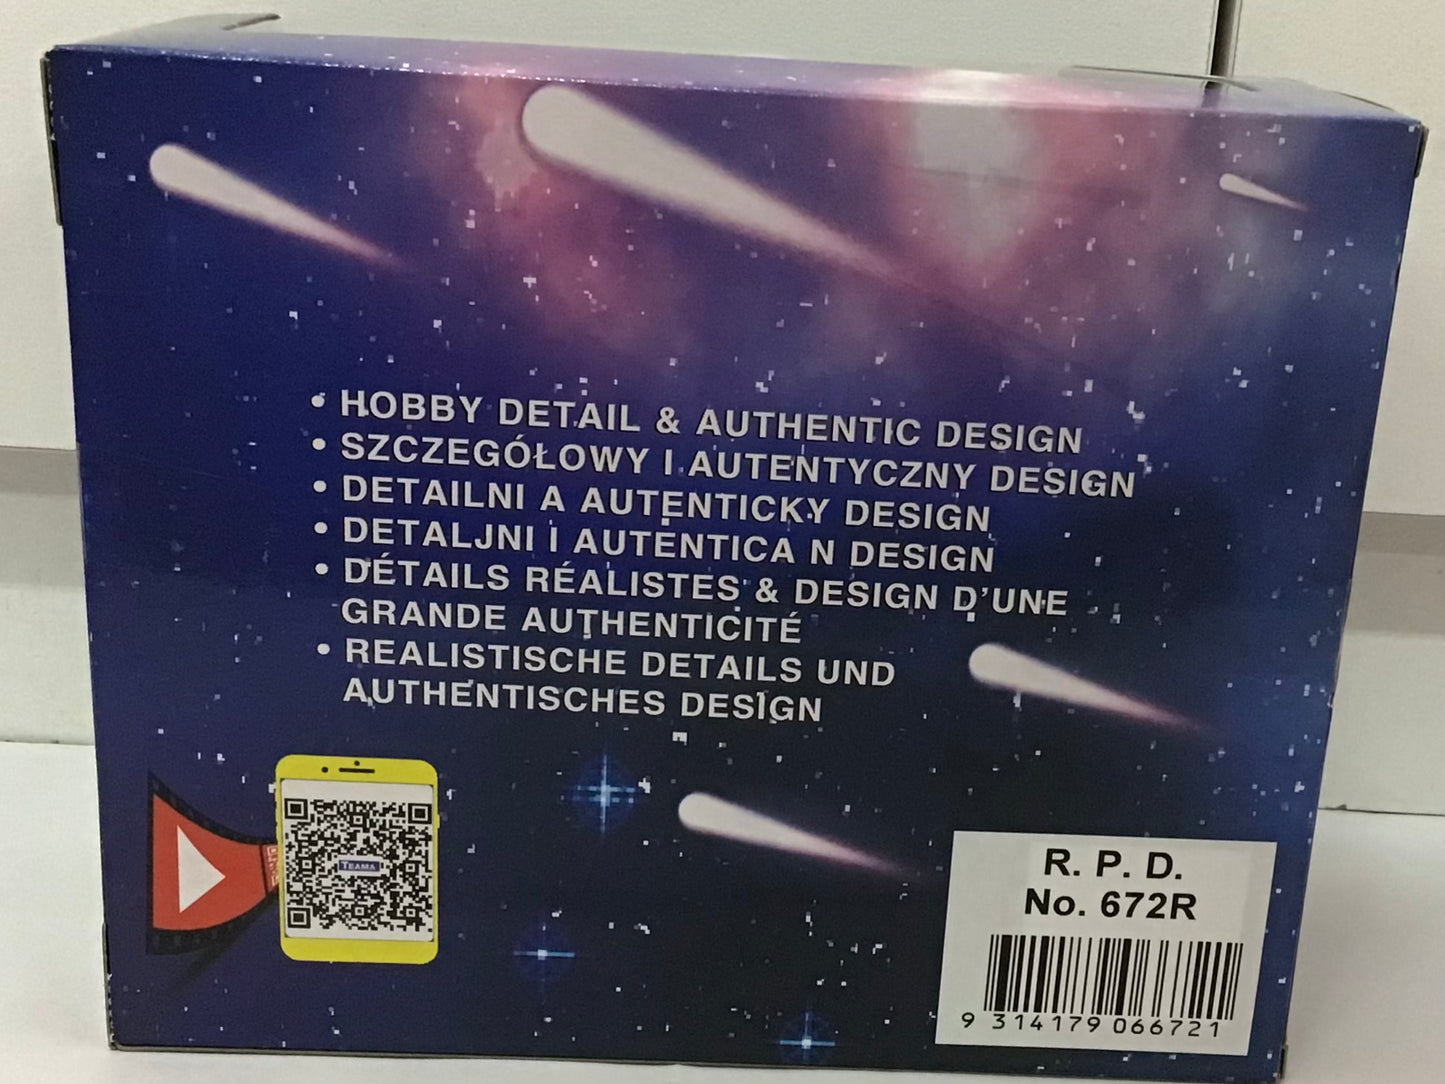 • HOBBY DETAIL & AUTHENTIC DESIGN
• SZCZEGÓŁOWY I AUTENTYCZNY DESIGN
• DETAILNI A AUTENTICKY DESIGN
• DETALJNI I AUTENTICA N DESIGN
• DÉTAILS RÉALISTES & DESIGN D'UNE
GRANDE AUTHENTICITÉ
• REALISTISCHE DETAILS UND
AUTHENTISCHES DESIGN
TEAMA
R. P. D.
No. 672R
9 314179 066721